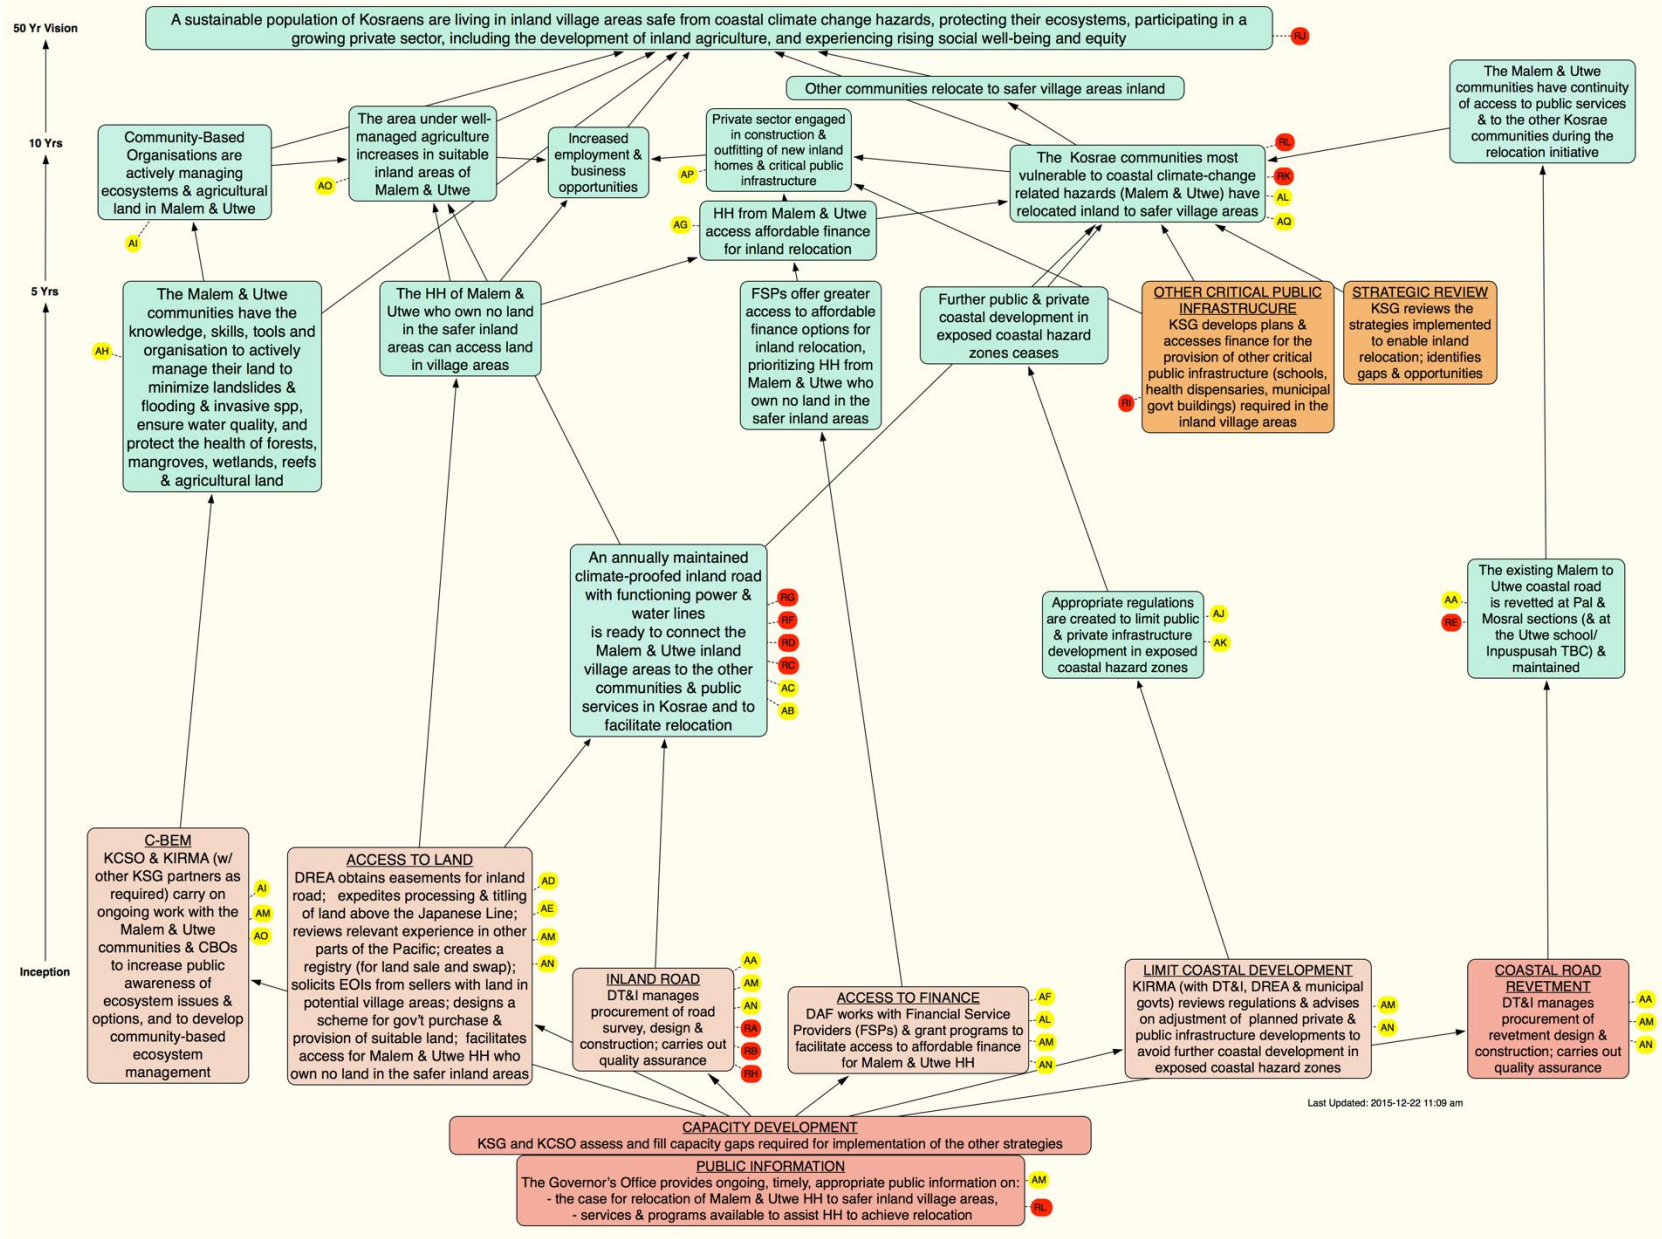 50 Yr Vision
A sustainable population of Kosraens are living in inland village areas safe from coastal climate change hazards, protecting their ecosystems, participating in a
growing private sector, including the development of inland agriculture, and experiencing rising social well-being and equity
RJ
Other communities relocate to safer village areas inland
The Malem & Utwe
communities have continuity
of access to public services
& to the other Kosrae
communities during the
relocation initiative
10 Yrs
Community-Based
Organisations are
actively managing
ecosystems & agricultural
land in Malem & Utwe
AI
The area under well-
managed agriculture
increases in suitable
inland areas of
Malem & Utwe
AO
Increased
employment &
business
opportunities
Private sector engaged
in construction &
outfitting of new inland
homes & critical public
infrastructure
AP
The Kosrae communities most
vulnerable to coastal climate-change
related hazards (Malem & Utwe) have
relocated inland to safer village areas
RL
RK
AL
AQ
HH from Malem & Utwe
access affordable finance
for inland relocation
AG
5 Yrs
The Malem & Utwe
communities have the
knowledge, skills, tools and
organisation to actively
manage their land to
minimize landslides &
flooding & invasive spp,
ensure water quality, and
protect the health of forests,
mangroves, wetlands, reefs
& agricultural land
AH
The HH of Malem &
Utwe who own no land
in the safer inland
areas can access land
in village areas
FSPs offer greater
access to affordable
finance options for
inland relocation,
prioritizing HH from
Malem & Utwe who
own no land in the
safer inland areas
Further public & private
coastal development in
exposed coastal hazard
zones ceases
OTHER CRITICAL PUBLIC
INFRASTRUCURE
KSG develops plans &
accesses finance for the
provision of other critical
public infrastructure (schools,
health dispensaries, municipal
govt buildings) required in the
inland village areas
RI
STRATEGIC REVIEW
KSG reviews the
strategies implemented
to enable inland
relocation; identifies
gaps & opportunities
An annually maintained
climate-proofed inland road
with functioning power &
water lines
is ready to connect the
Malem & Utwe inland
village areas to the other
communities & public
services in Kosrae and to
facilitate relocation
RG
RF
RD
RC
AC
AB
Appropriate regulations
are created to limit public
& private infrastructure
development in exposed
coastal hazard zones
AJ
AK
The existing Malem to
Utwe coastal road
is revetted at Pal &
Mosral sections (& at
the Utwe school/
Inpuspusah TBC) &
maintained
AA
RE
Inception
C-BEM
KCSO & KIRMA (w/
other KSG partners as
required) carry on
ongoing work with the
Malem & Utwe
communities & CBOs
to increase public
awareness of
ecosystem issues &
options, and to develop
community-based
ecosystem
management
AI
AM
AO
ACCESS TO LAND
DREA obtains easements for inland
road; expedites processing & titling
of land above the Japanese Line;
reviews relevant experience in other
parts of the Pacific; creates a
registry (for land sale and swap);
solicits EOIs from sellers with land in
potential village areas; designs a
scheme for gov't purchase &
provision of suitable land; facilitates
access for Malem & Utwe HH who
own no land in the safer inland areas
AD
AE
AM
AN
INLAND ROAD
DT&I manages
procurement of road
survey, design &
construction; carries out
quality assurance
AA
AM
AN
RA
RB
RH
ACCESS TO FINANCE
DAF works with Financial Service
Providers (FSPs) & grant programs to
facilitate access to affordable finance
for Malem & Utwe HH
AF
AL
AM
AN
LIMIT COASTAL DEVELOPMENT
KIRMA (with DT&I, DREA & municipal
govts) reviews regulations & advises
on adjustment of planned private &
public infrastructure developments to
avoid further coastal development in
exposed coastal hazard zones
AM
AN
COASTAL ROAD
REVETMENT
DT&I manages
procurement of
revetment design &
construction; carries out
quality assurance
AA
AM
AN
Last Updated: 2015-12-22 11:09 am
CAPACITY DEVELOPMENT
KSG and KCSO assess and fill capacity gaps required for implementation of the other strategies
PUBLIC INFORMATION
The Governor's Office provides ongoing, timely, appropriate public information on:
- the case for relocation of Malem & Utwe HH to safer inland village areas,
- services & programs available to assist HH to achieve relocation
AM
RL